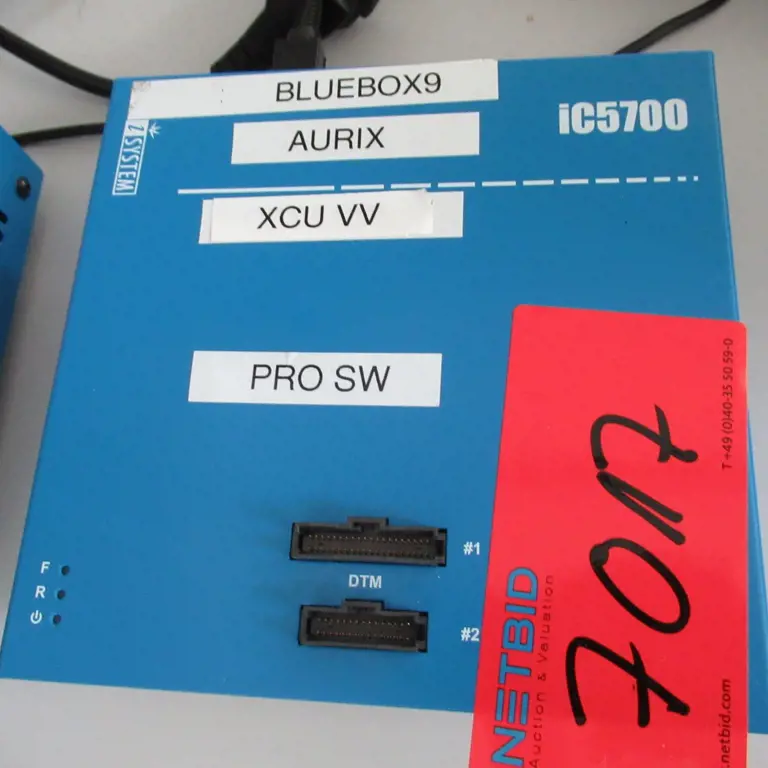 BLUEBOX9
iC5700
iSYSTEM
AURIX
XCU VV
PRO SW
#1
DTM
#2
F
R
7017
NETBID
Auction & Valuation
T +49 (0)40-35 50 59-0
.netbid.com